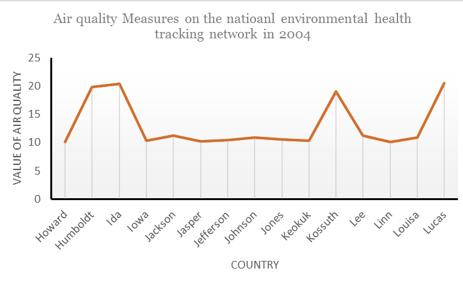 Air quality Measures on the natioanl environmental health
tracking network in 2004
VALUE OF AIR QUALITY
25
20
15
10
5
0
Howard
Humboldt
Ida
Iowa
Jackson
Jasper
Jefferson
Johnson
Jones
Keokuk
Kossuth
Lee
Linn
Louisa
Lucas
COUNTRY